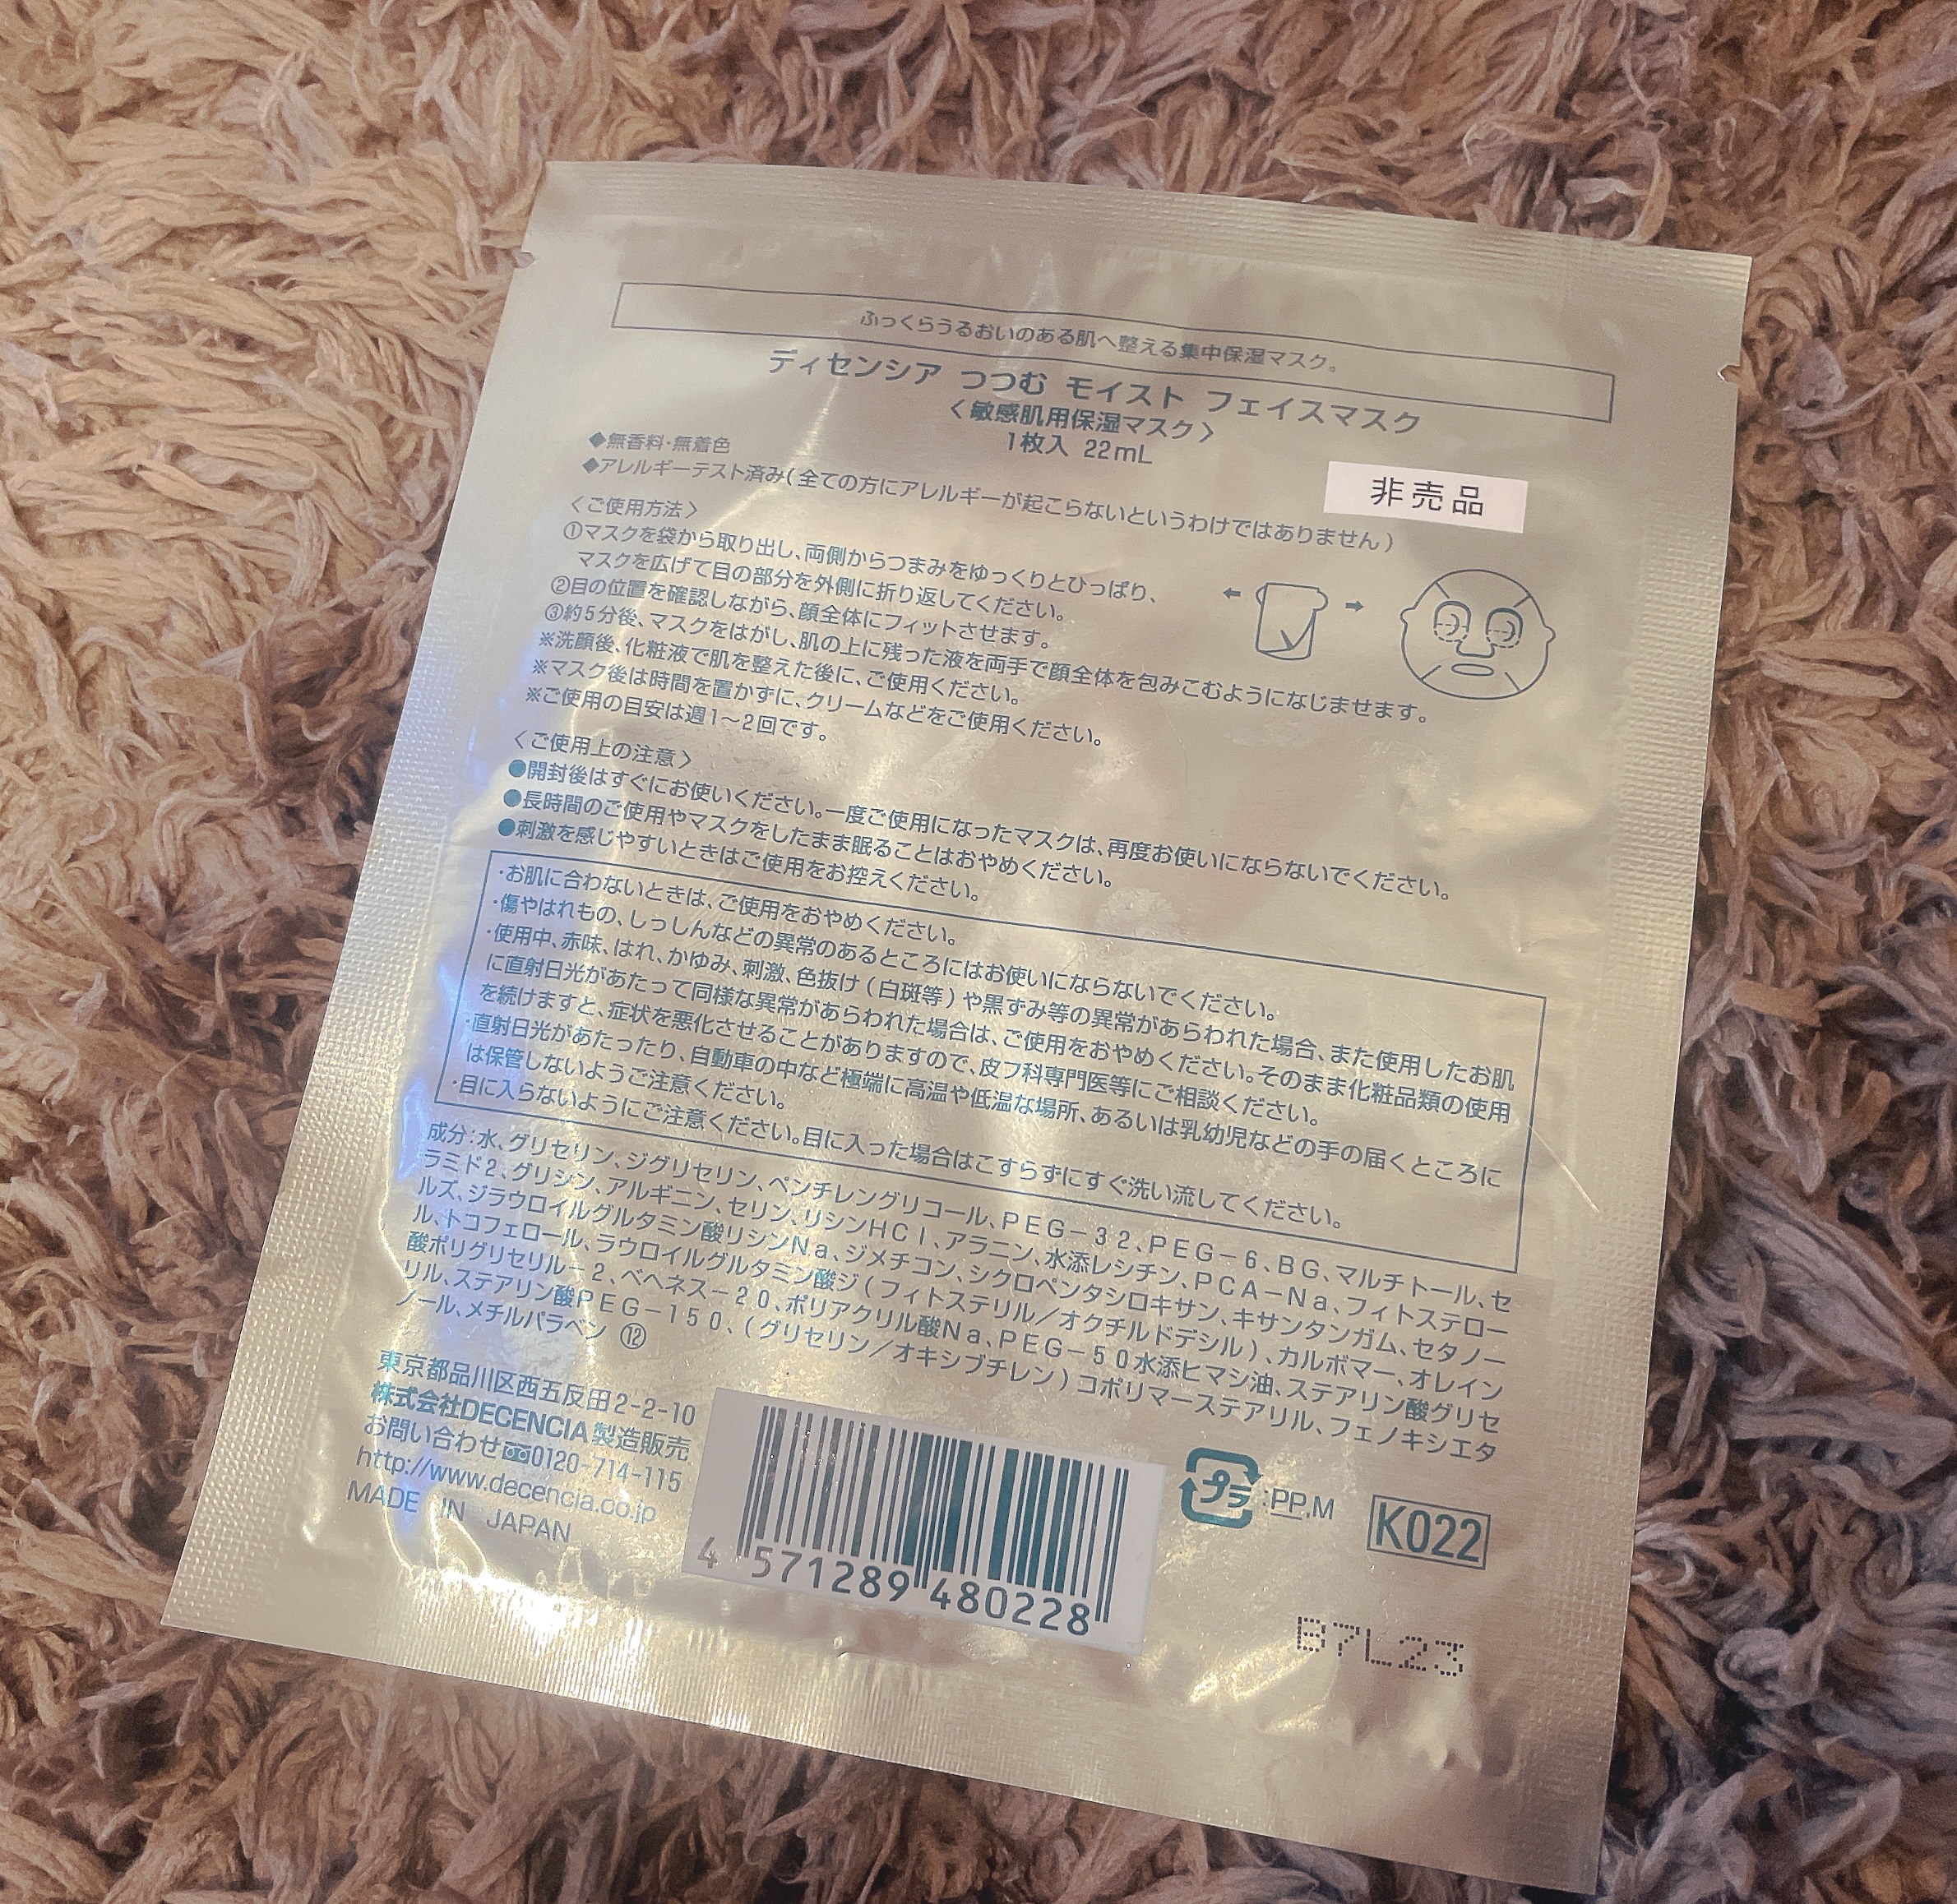 ふっくらうるおいのある肌へ整える集中保湿マスク。
ディセンシア つつむ モイスト フェイスマスク
〈敏感肌用保湿マスク〉
1枚入 22mL
◆無香料・無着色
◆アレルギーテスト済み(全ての方にアレルギーが起こらないというわけではありません)
非売品
〈ご使用方法〉
①マスクを袋から取り出し、両側からつまみをゆっくりとひっぱり、
マスクを広げて目の部分を外側に折り返してください。
②目の位置を確認しながら、顔全体にフィットさせます。
③約5分後、マスクをはがし、肌の上に残った液を両手で顔全体を包みこむようになじませます。
※洗顔後、化粧液で肌を整えた後に、ご使用ください。
※マスク後は時間を置かずに、クリームなどをご使用ください。
※ご使用の目安は週1～2回です。
〈ご使用上の注意〉
●開封後はすぐにお使いください。一度ご使用になったマスクは、再度お使いにならないでください。
●長時間のご使用やマスクをしたまま眠ることはおやめください。
●刺激を感じやすいときはご使用をお控えください。
・お肌に合わないときは、ご使用をおやめください。
・傷やはれもの、しっしんなどの異常のあるところにはお使いにならないでください。
・使用中、赤味、はれ、かゆみ、刺激、色抜け(白斑等)や黒ずみ等の異常があらわれた場合、また使用したお肌
に直射日光があたって同様な異常があらわれた場合は、ご使用をおやめください。そのまま化粧品類の使用
を続けますと、症状を悪化させることがありますので、皮フ科専門医等にご相談ください。
・直射日光があたったり、自動車の中など極端に高温や低温な場所、あるいは乳幼児などの手の届くところに
は保管しないようご注意ください。
・目に入らないようにご注意ください。目に入った場合はこすらずにすぐ洗い流してください。
成分：水、グリセリン、ジグリセリン、ペンチレングリコール、PEG－32、PEG－6、BG、マルチトール、セ
ラミド2、グリシン、アルギニン、セリン、リシンHCl、アラニン、水添レシチン、PCA－Na、フィトステロー
ルズ、ジラウロイルグルタミン酸リシンNa、ジメチコン、シクロペンタシロキサン、キサンタンガム、セタノー
ル、トコフェロール、ラウロイルグルタミン酸ジ(フィトステリル／オクチルドデシル)、カルボマー、オレイン
酸ポリグリセリル－2、ベヘネス－20、ポリアクリル酸Na、PEG－50水添ヒマシ油、ステアリン酸グリセ
リル、ステアリン酸PEG－150、(グリセリン／オキシブチレン)コポリマーステアリル、フェノキシエタ
ノール、メチルパラベン ⑫
東京都品川区西五反田2-2-10
株式会社DECENCIA製造販売
お問い合わせ 0120-714-115
http://www.decencia.co.jp
MADE IN JAPAN
4 571289 480228
プラ :PP,M
K022
B7L23